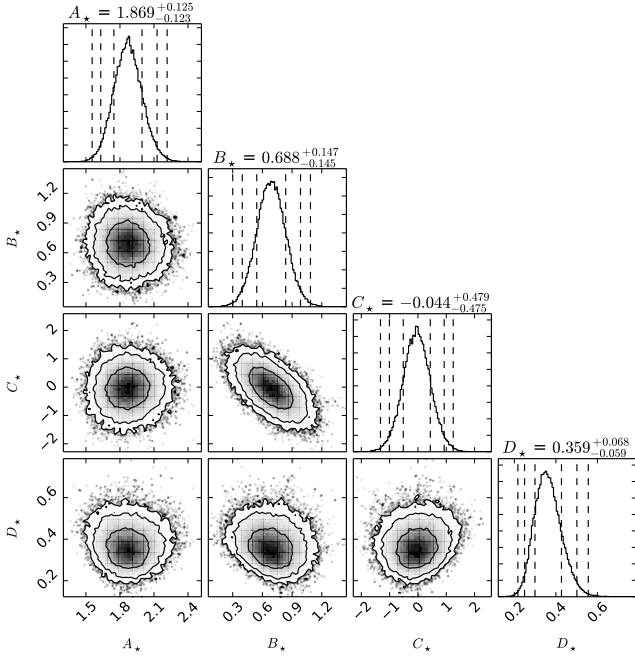 A⋆ = 1.869 +0.125 −0.123
B⋆ = 0.688 +0.147 −0.145
B⋆
1.2
0.9
0.6
0.3
C⋆ = −0.044 +0.479 −0.475
C⋆
2
1
0
−1
−2
D⋆ = 0.359 +0.068 −0.059
D⋆
0.6
0.4
0.2
1.5 1.8 2.1 2.4 0.3 0.6 0.9 1.2 −2 −1 0 1 2 0.2 0.4 0.6
A⋆ B⋆ C⋆ D⋆